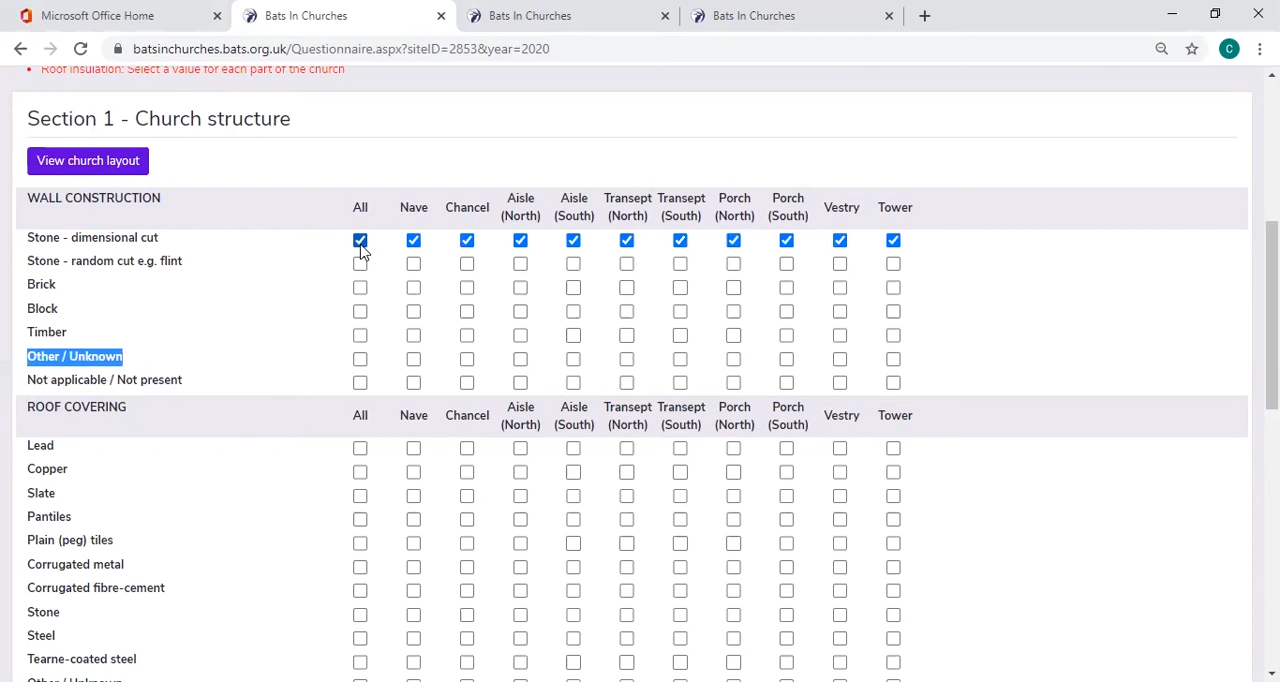 Microsoft Office Home
Bats In Churches
Bats In Churches
Bats In Churches
batsinchurches.bats.org.uk/Questionnaire.aspx?siteID=2853&year=2020
C
Roof Insulation: Select a value for each part of the church
Section 1 - Church structure
View church layout
WALL CONSTRUCTION All Nave Chancel Aisle (North) Aisle (South) Transept (North) Transept (South) Porch (North) Porch (South) Vestry Tower
Stone - dimensional cut
Stone - random cut e.g. flint
Brick
Block
Timber
Other / Unknown
Not applicable / Not present
ROOF COVERING All Nave Chancel Aisle (North) Aisle (South) Transept (North) Transept (South) Porch (North) Porch (South) Vestry Tower
Lead
Copper
Slate
Pantiles
Plain (peg) tiles
Corrugated metal
Corrugated fibre-cement
Stone
Steel
Tearne-coated steel
Other / Unknown